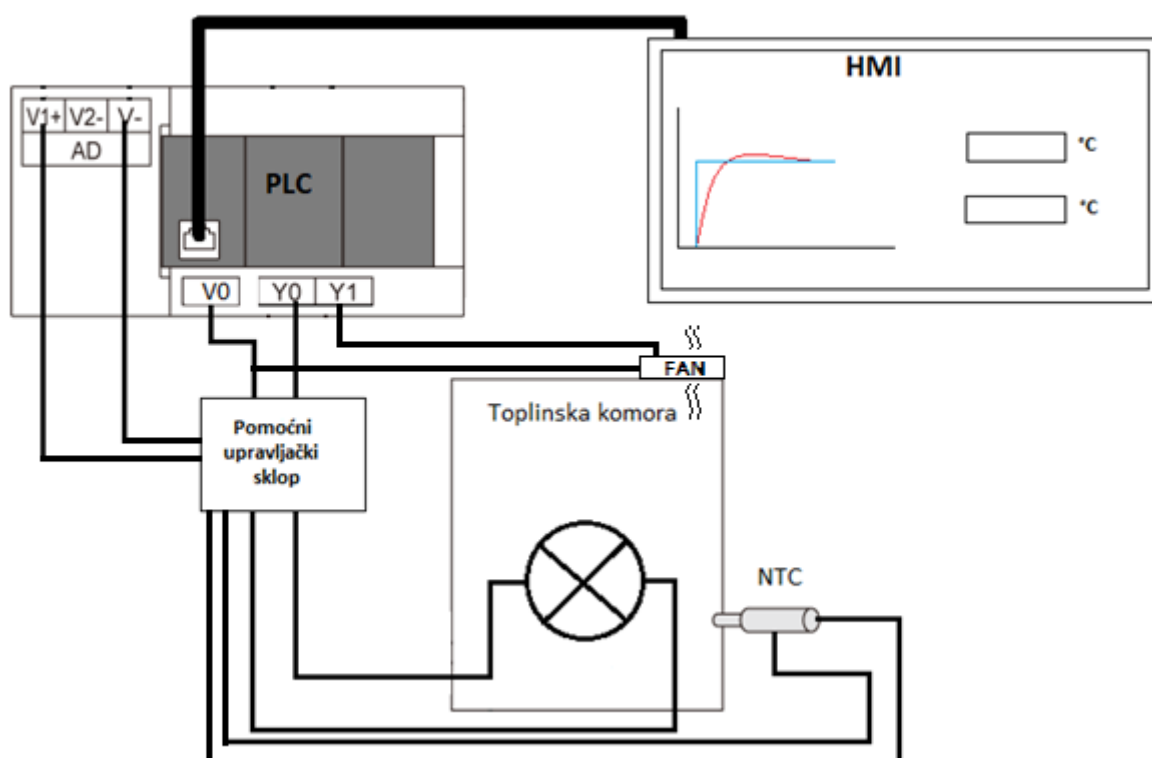 HMI
V1+ V2- V-
AD
PLC
°C
°C
V0 Y0 Y1
FAN
Toplinska komora
Pomoćni
upravljački
sklop
NTC